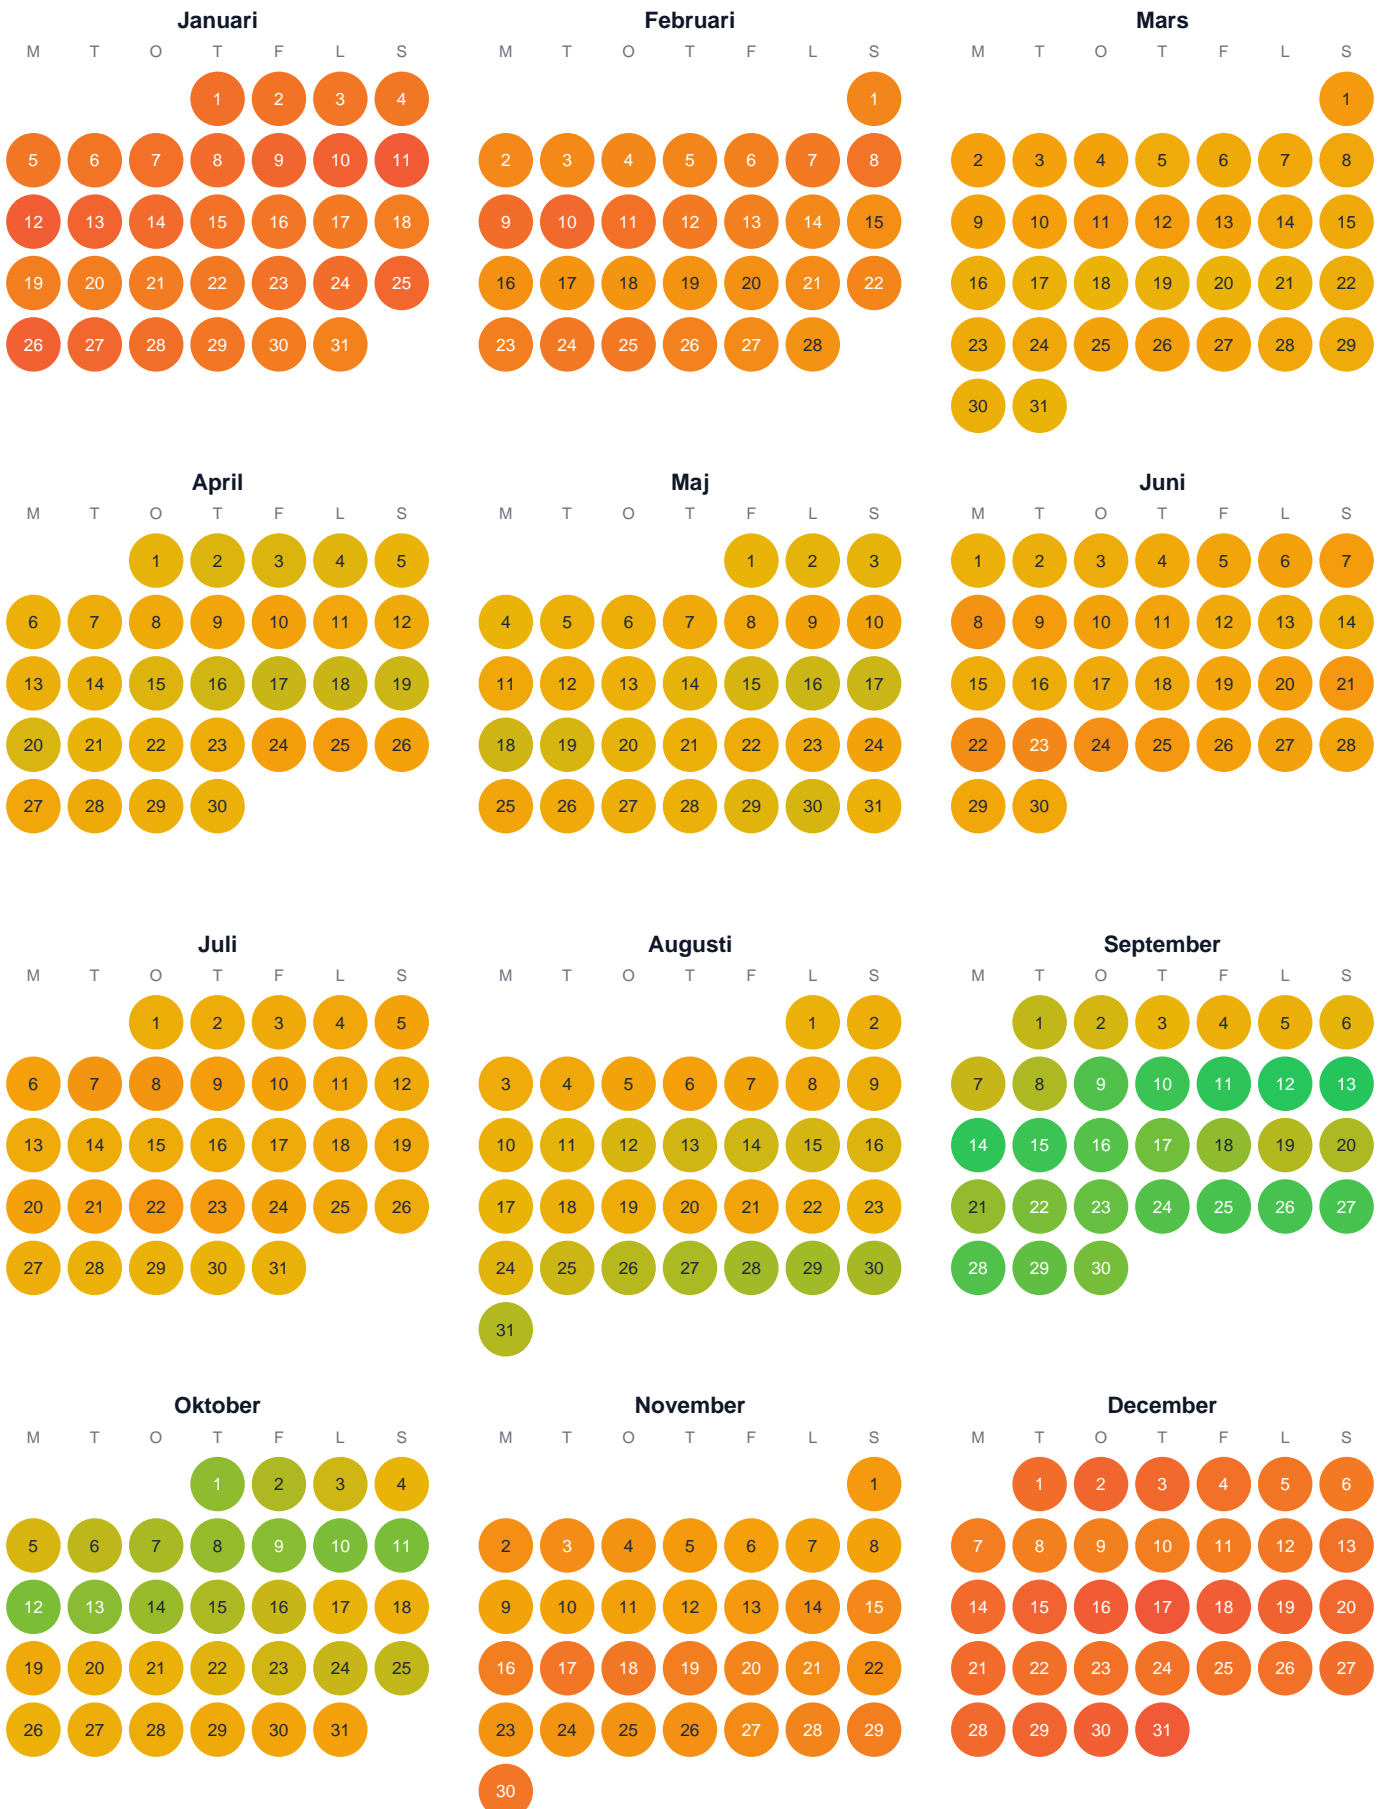 Januari
M T O T F L S
1 2 3 4
5 6 7 8 9 10 11
12 13 14 15 16 17 18
19 20 21 22 23 24 25
26 27 28 29 30 31
Februari
M T O T F L S
1
2 3 4 5 6 7 8
9 10 11 12 13 14 15
16 17 18 19 20 21 22
23 24 25 26 27 28
Mars
M T O T F L S
1
2 3 4 5 6 7 8
9 10 11 12 13 14 15
16 17 18 19 20 21 22
23 24 25 26 27 28 29
30 31
April
M T O T F L S
1 2 3 4 5
6 7 8 9 10 11 12
13 14 15 16 17 18 19
20 21 22 23 24 25 26
27 28 29 30
Maj
M T O T F L S
1 2 3
4 5 6 7 8 9 10
11 12 13 14 15 16 17
18 19 20 21 22 23 24
25 26 27 28 29 30 31
Juni
M T O T F L S
1 2 3 4 5 6 7
8 9 10 11 12 13 14
15 16 17 18 19 20 21
22 23 24 25 26 27 28
29 30
Juli
M T O T F L S
1 2 3 4 5
6 7 8 9 10 11 12
13 14 15 16 17 18 19
20 21 22 23 24 25 26
27 28 29 30 31
Augusti
M T O T F L S
1 2
3 4 5 6 7 8 9
10 11 12 13 14 15 16
17 18 19 20 21 22 23
24 25 26 27 28 29 30
31
September
M T O T F L S
1 2 3 4 5 6
7 8 9 10 11 12 13
14 15 16 17 18 19 20
21 22 23 24 25 26 27
28 29 30
Oktober
M T O T F L S
1 2 3 4
5 6 7 8 9 10 11
12 13 14 15 16 17 18
19 20 21 22 23 24 25
26 27 28 29 30 31
November
M T O T F L S
1
2 3 4 5 6 7 8
9 10 11 12 13 14 15
16 17 18 19 20 21 22
23 24 25 26 27 28 29
30
December
M T O T F L S
1 2 3 4 5 6
7 8 9 10 11 12 13
14 15 16 17 18 19 20
21 22 23 24 25 26 27
28 29 30 31